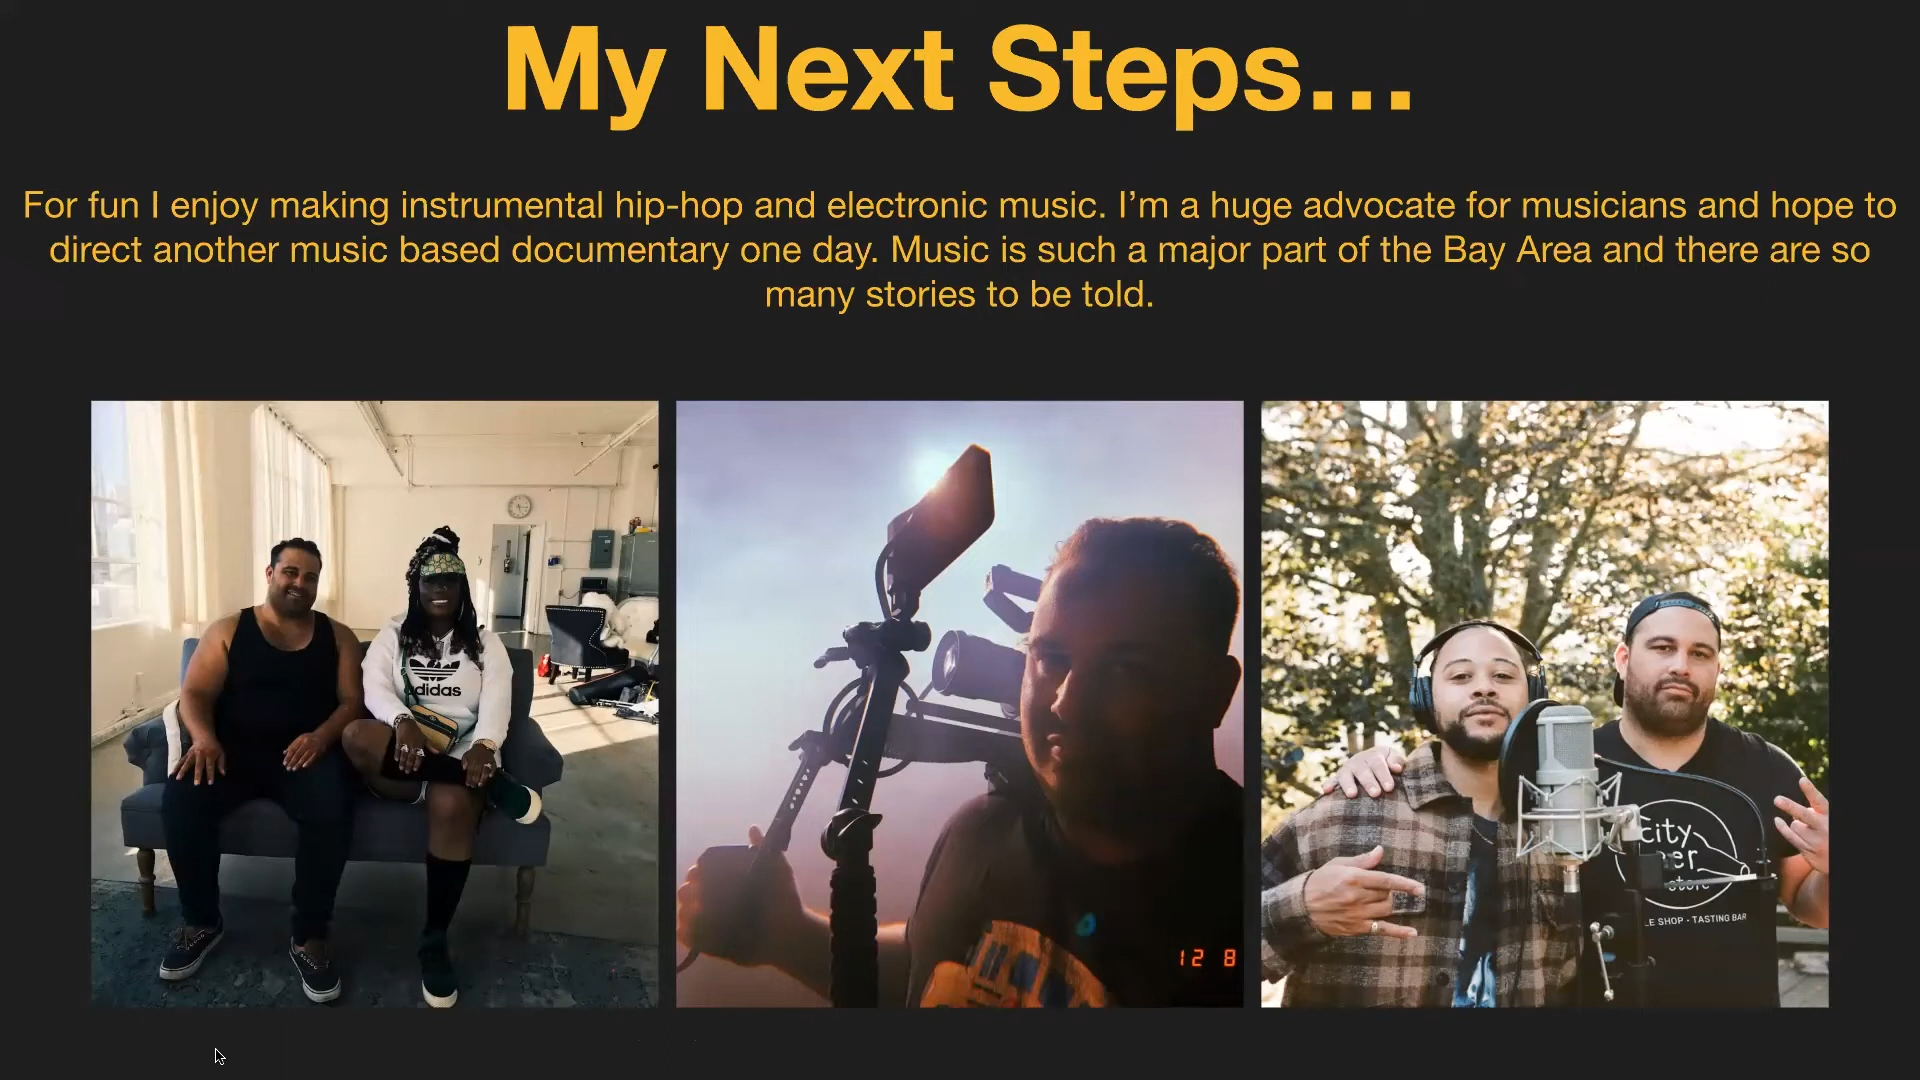 My Next Steps...
For fun I enjoy making instrumental hip-hop and electronic music. I’m a huge advocate for musicians and hope to
direct another music based documentary one day. Music is such a major part of the Bay Area and there are so
many stories to be told.
adidas
12 8
city
LE SHOP - TASTING BAR